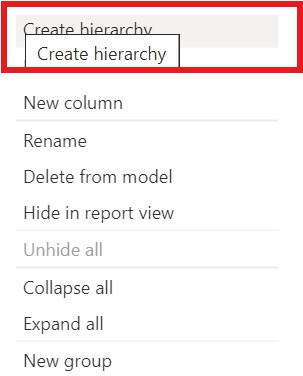 Create hierarchy
Create hierarchy
New column
Rename
Delete from model
Hide in report view
Unhide all
Collapse all
Expand all
New group